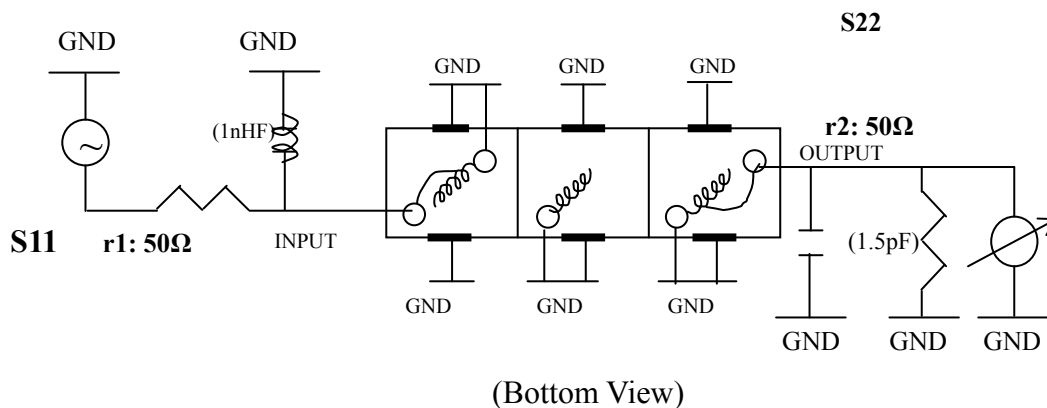 S22
GND
GND
GND
GND
GND
(1nHF)
r2: 50Ω
OUTPUT
S11
r1: 50Ω
INPUT
(1.5pF)
GND
GND
GND
GND
GND
GND
(Bottom View)